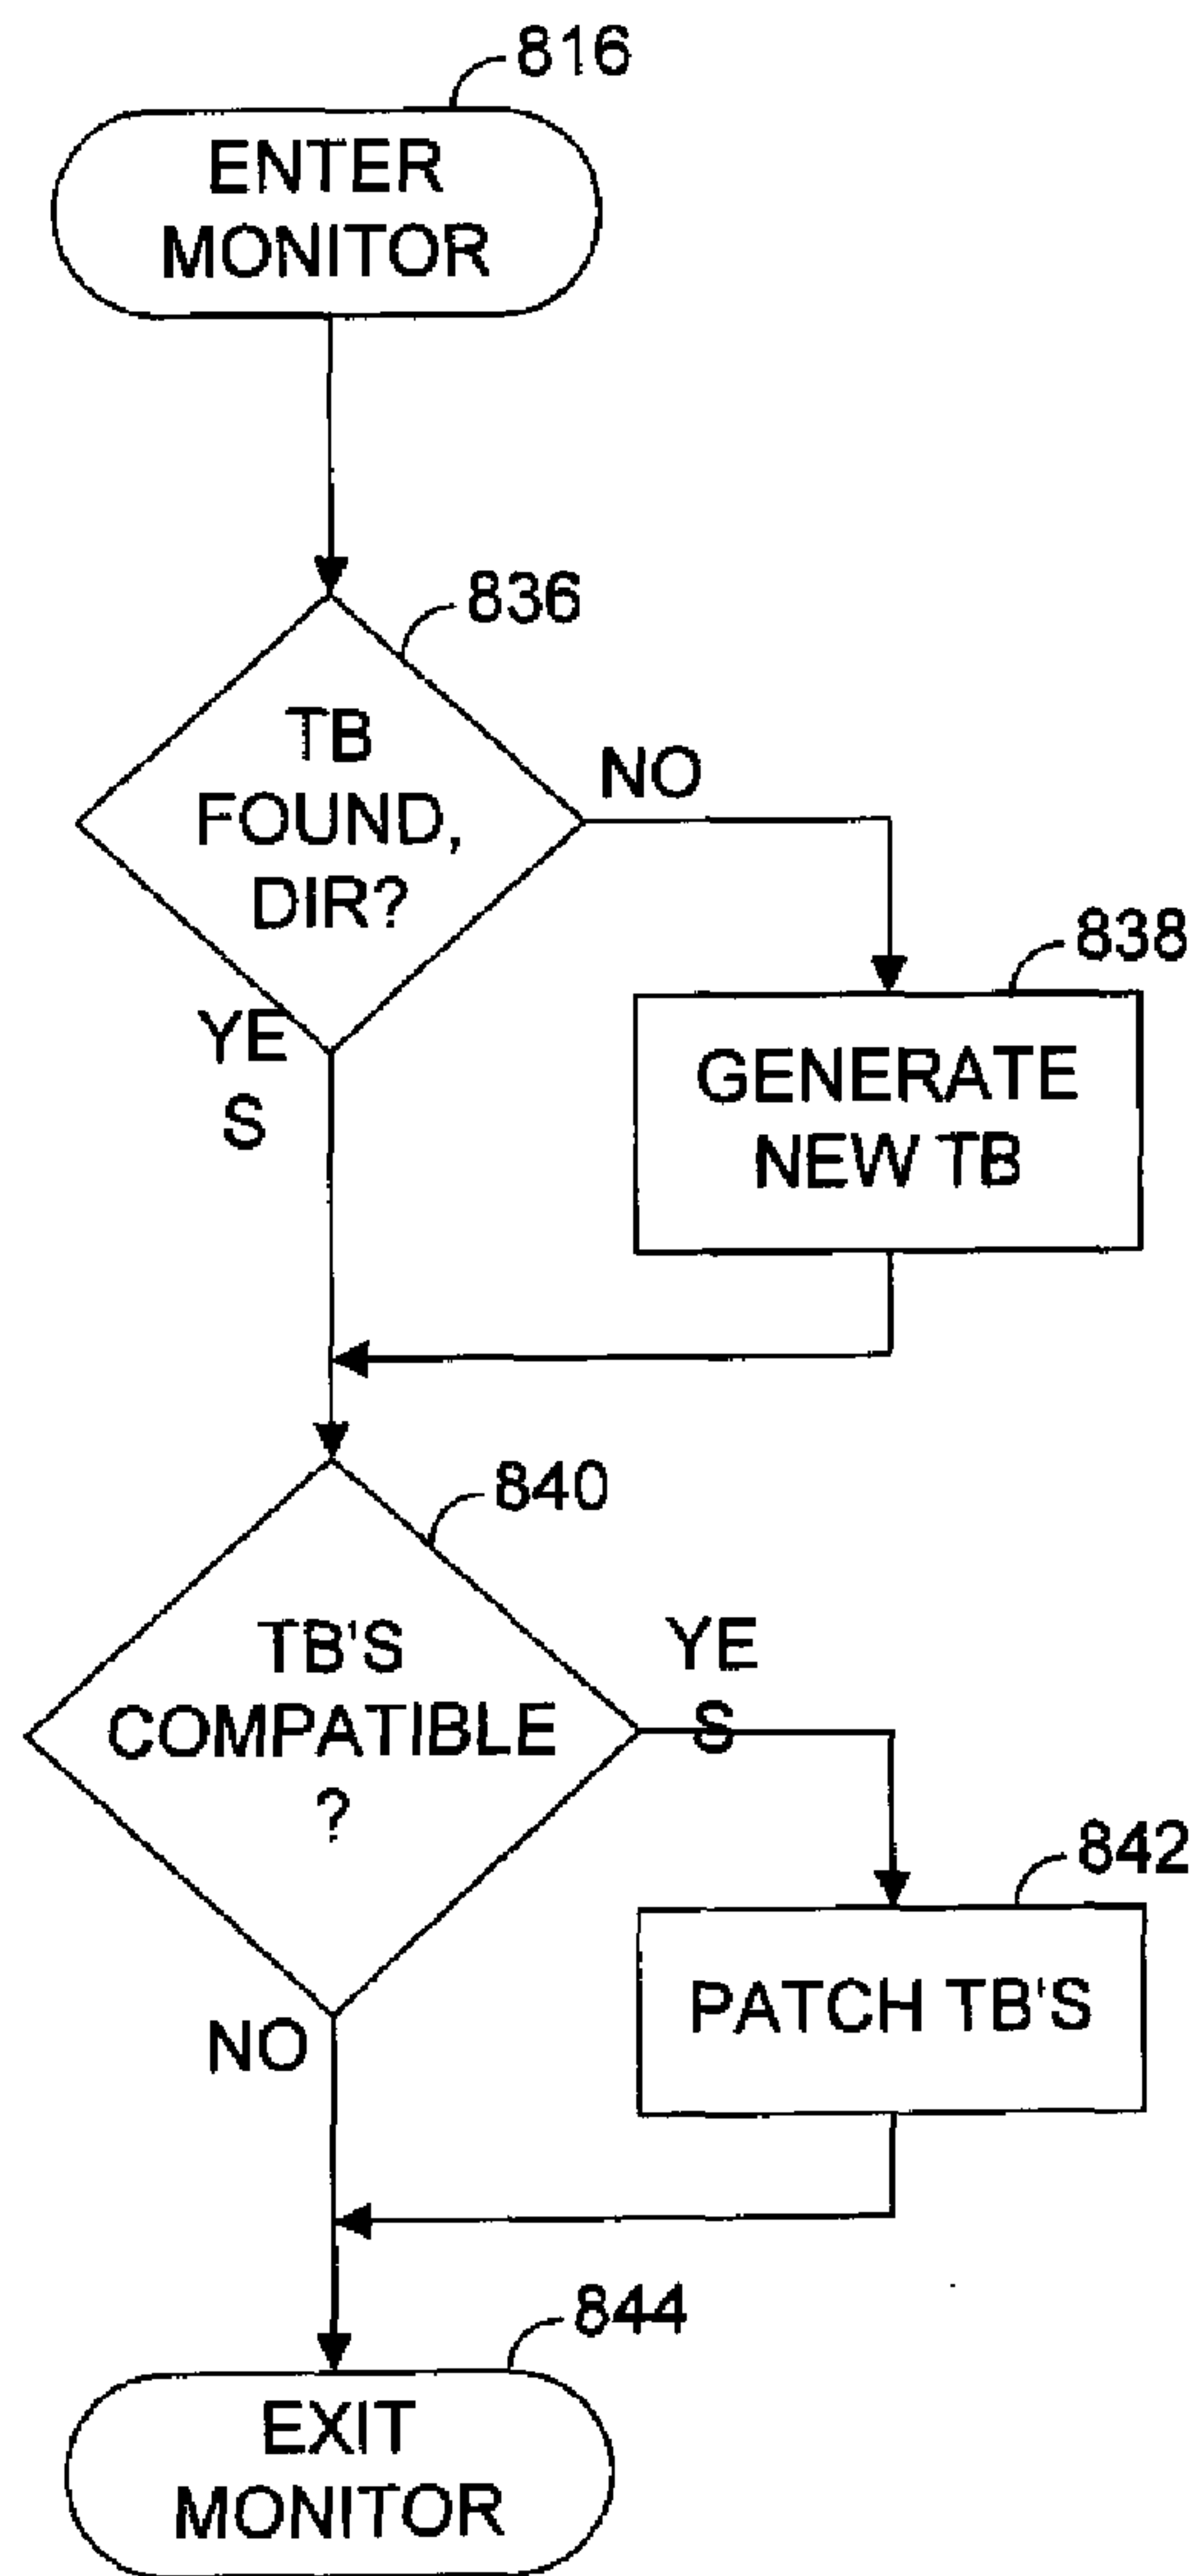 816
ENTER
MONITOR
836
TB
FOUND,
DIR?
NO
YE
S
838
GENERATE
NEW TB
840
TB'S
COMPATIBLE
?
YE
S
842
PATCH TB'S
NO
844
EXIT
MONITOR